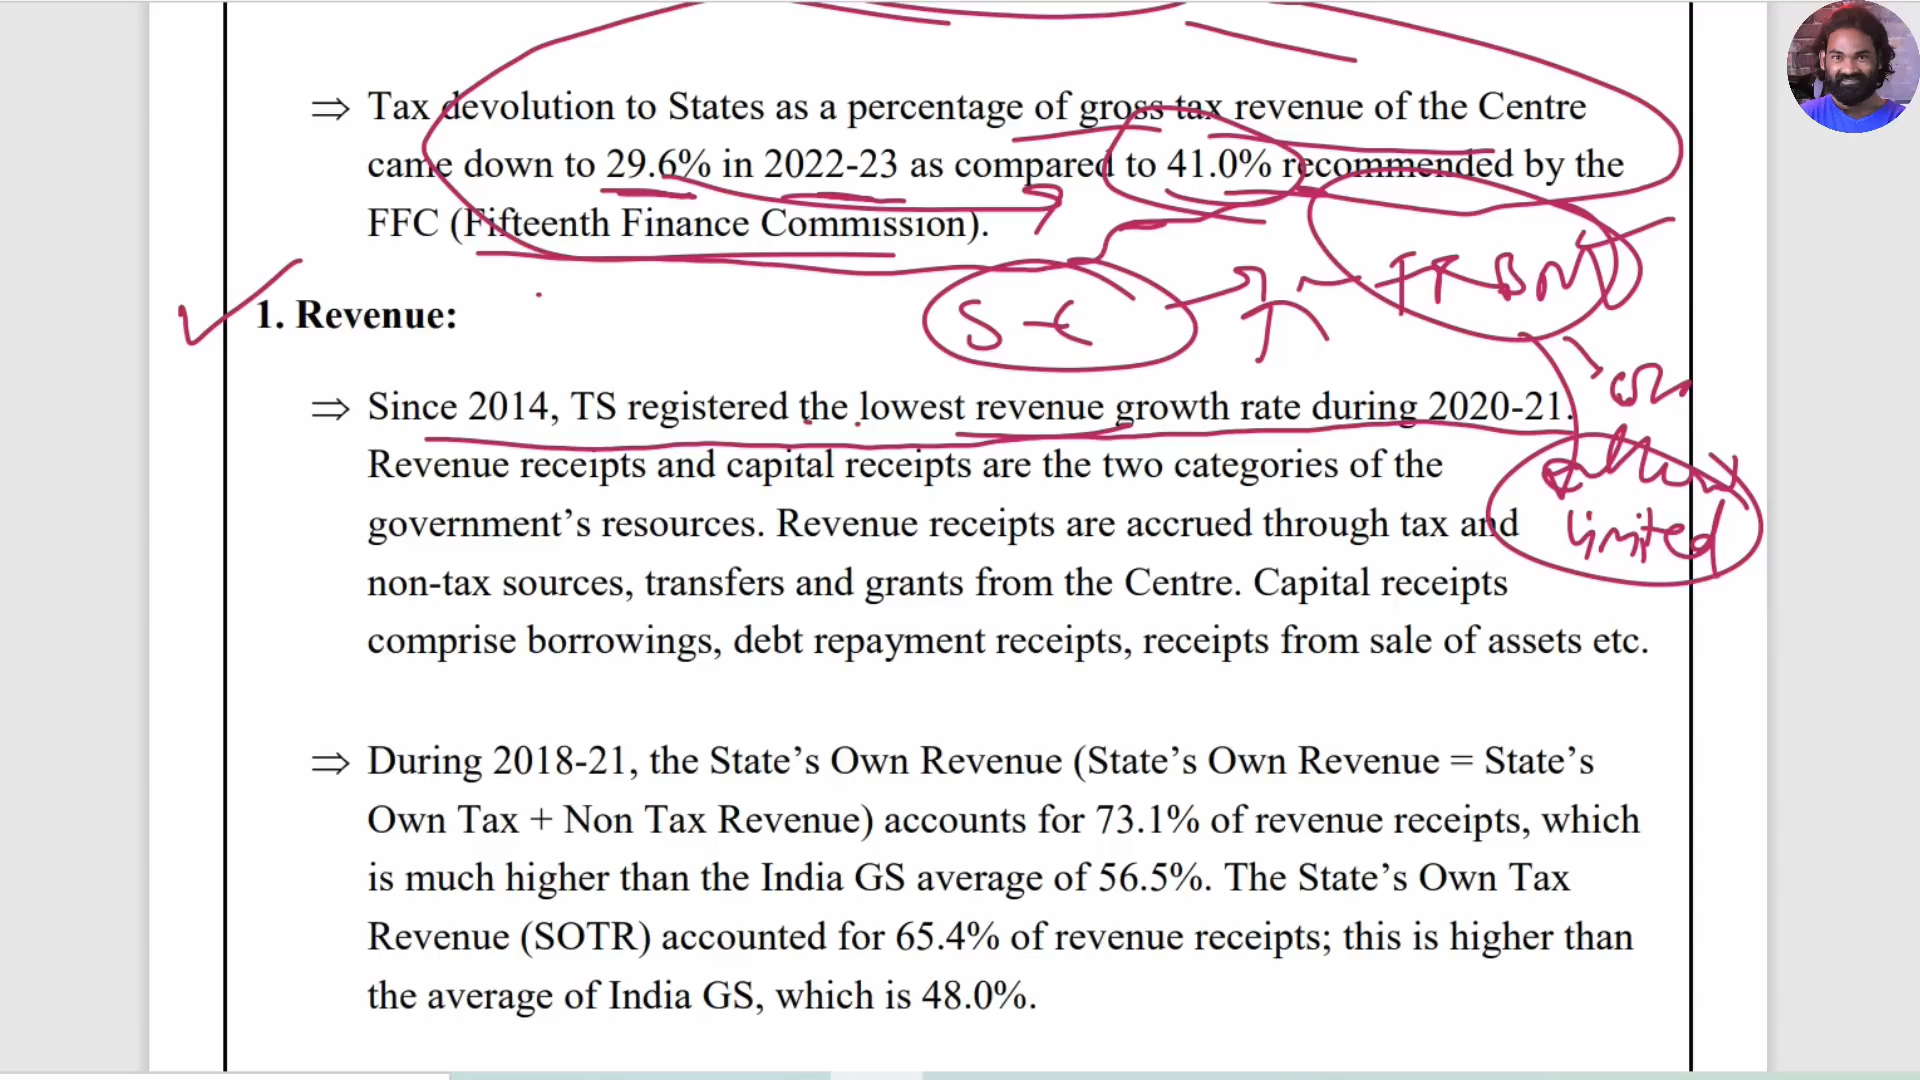 ⇒ Tax devolution to States as a percentage of gross tax revenue of the Centre
came down to 29.6% in 2022-23 as compared to 41.0% recommended by the
FFC (Fifteenth Finance Commission).
FRBM
1. Revenue:
⇒ Since 2014, TS registered the lowest revenue growth rate during 2020-21.
Revenue receipts and capital receipts are the two categories of the
government’s resources. Revenue receipts are accrued through tax and
limited
non-tax sources, transfers and grants from the Centre. Capital receipts
comprise borrowings, debt repayment receipts, receipts from sale of assets etc.
⇒ During 2018-21, the State’s Own Revenue (State’s Own Revenue = State’s
Own Tax + Non Tax Revenue) accounts for 73.1% of revenue receipts, which
is much higher than the India GS average of 56.5%. The State’s Own Tax
Revenue (SOTR) accounted for 65.4% of revenue receipts; this is higher than
the average of India GS, which is 48.0%.